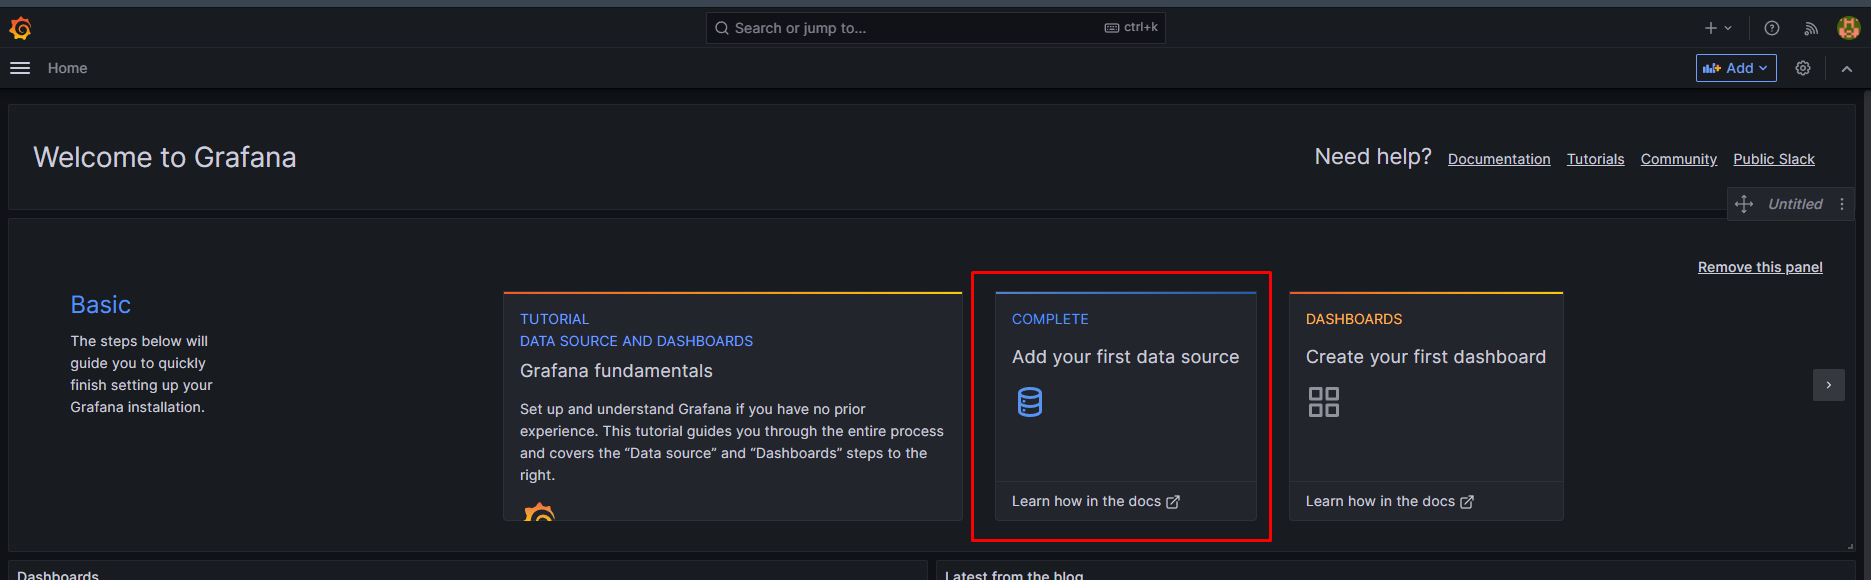 Search or jump to...
ctrl+k
Home
Add
Welcome to Grafana
Need help?
Documentation
Tutorials
Community
Public Slack
Untitled
Remove this panel
Basic
The steps below will
guide you to quickly
finish setting up your
Grafana installation.
TUTORIAL
DATA SOURCE AND DASHBOARDS
Grafana fundamentals
Set up and understand Grafana if you have no prior
experience. This tutorial guides you through the entire process
and covers the “Data source” and “Dashboards” steps to the
right.
COMPLETE
Add your first data source
Learn how in the docs
DASHBOARDS
Create your first dashboard
Learn how in the docs
Dashboards
Latest from the blog